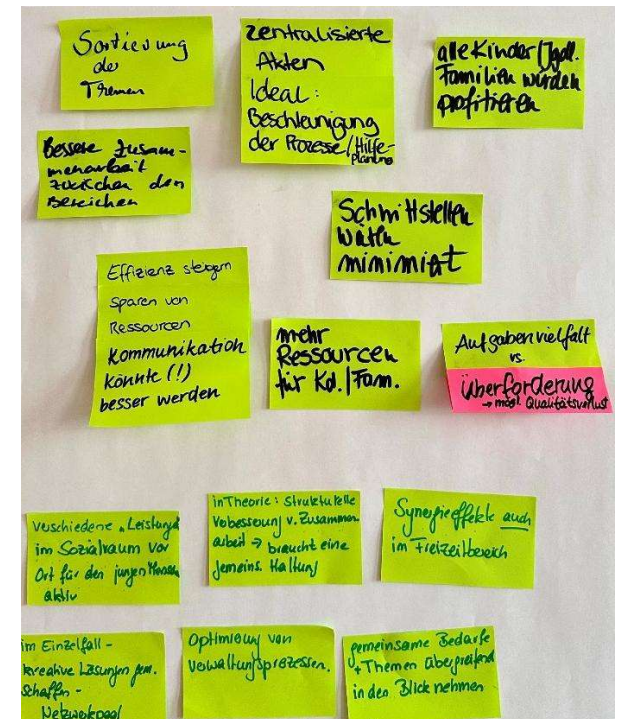 Sortierung
der
Themen
zentralisierte
Akten
Ideal:
Beschleunigung
der Prozesse/Hilfe-
planung
alle Kinder/Jgdl.
Familien würden
profitieren
Bessere Zusam-
menarbeit
zwischen den
Bereichen
Schnittstellen
wären
minimiert
Effizienz steigern
sparen von
Ressourcen
Kommunikation
könnte (!)
besser werden
mehr
Ressourcen
für Kd./Fam.
Aufgabenvielfalt
vs.
Überforderung
→ mögl. Qualitätsverlust
verschiedene "Leistungen
im Sozialraum vor
Ort für den jungen Menschen
aktiv
in Theorie: Strukturelle
Verbesserung v. Zusammen
arbeit → braucht eine
gemeins. Haltung
Synergieeffekte auch
im Freizeitbereich
im Einzelfall -
kreative Lösungen gem.
schaffen -
Netzwerkpool
Optimierung von
Verwaltungsprozessen.
gemeinsame Bedarfe
+ Themen übergreifend
in den Blick nehmen